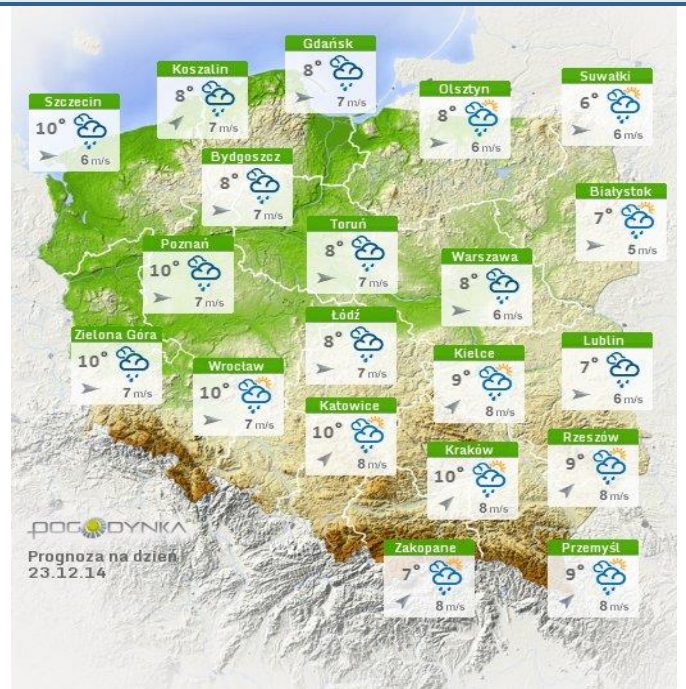 Gdańsk
8°
7 m/s
Koszalin
8°
7 m/s
Suwałki
6°
6 m/s
Olsztyn
8°
6 m/s
Szczecin
10°
6 m/s
Bydgoszcz
8°
7 m/s
Białystok
7°
5 m/s
Toruń
8°
7 m/s
Poznań
10°
7 m/s
Warszawa
8°
6 m/s
Łódź
8°
7 m/s
Zielona Góra
10°
7 m/s
Lublin
7°
6 m/s
Kielce
9°
8 m/s
Wrocław
10°
7 m/s
Katowice
10°
8 m/s
Rzeszów
9°
8 m/s
Kraków
10°
8 m/s
POGODYNKA
Prognoza na dzień
23.12.14
Zakopane
7°
8 m/s
Przemyśl
9°
8 m/s